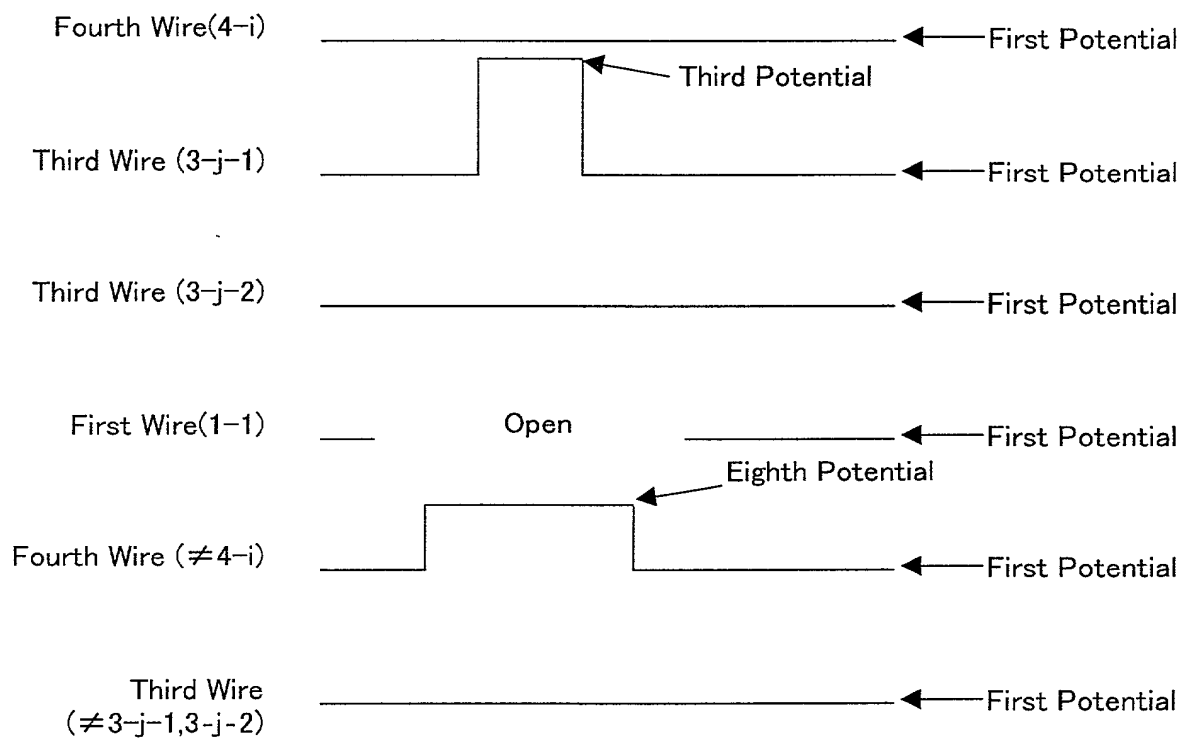 Fourth Wire(4-i)
First Potential
Third Potential
Third Wire (3-j-1)
First Potential
Third Wire (3-j-2)
First Potential
First Wire(1-1)
Open
First Potential
Eighth Potential
Fourth Wire (≠4-i)
First Potential
Third Wire
(≠3-j-1,3-j-2)
First Potential